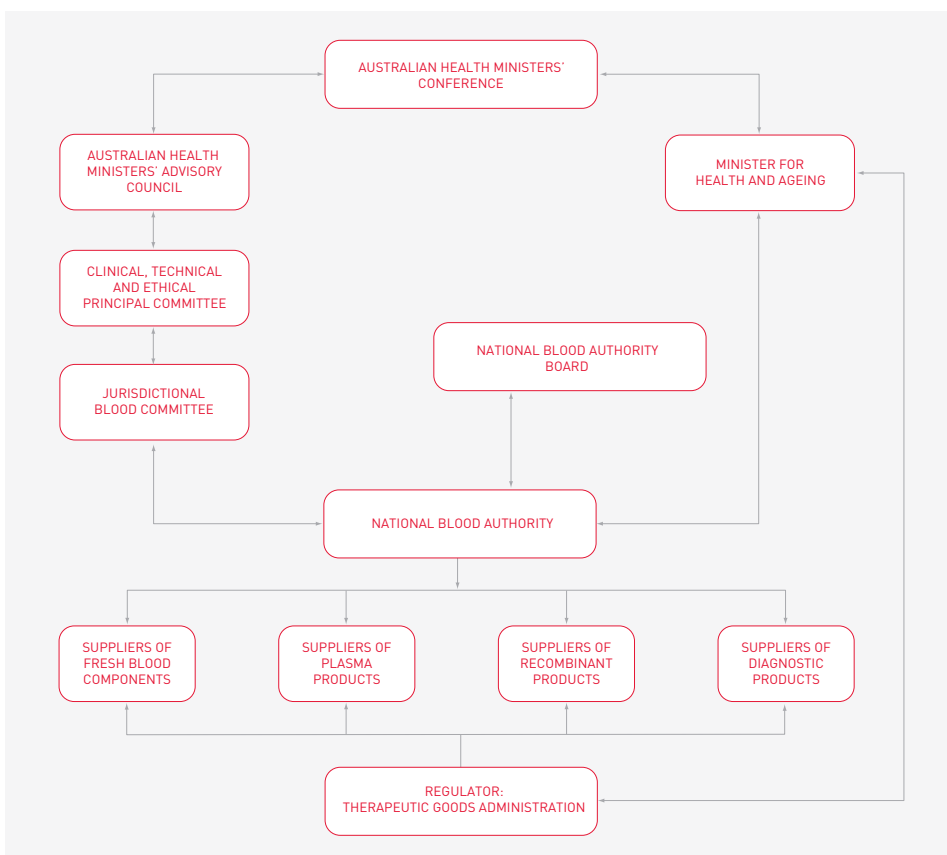 AUSTRALIAN HEALTH MINISTERS’
CONFERENCE
AUSTRALIAN HEALTH
MINISTERS’ ADVISORY
COUNCIL
MINISTER FOR
HEALTH AND AGEING
CLINICAL, TECHNICAL
AND ETHICAL
PRINCIPAL COMMITTEE
NATIONAL BLOOD AUTHORITY
BOARD
JURISDICTIONAL
BLOOD COMMITTEE
NATIONAL BLOOD AUTHORITY
SUPPLIERS OF
FRESH BLOOD
COMPONENTS
SUPPLIERS OF
PLASMA
PRODUCTS
SUPPLIERS OF
RECOMBINANT
PRODUCTS
SUPPLIERS OF
DIAGNOSTIC
PRODUCTS
REGULATOR:
THERAPEUTIC GOODS ADMINISTRATION